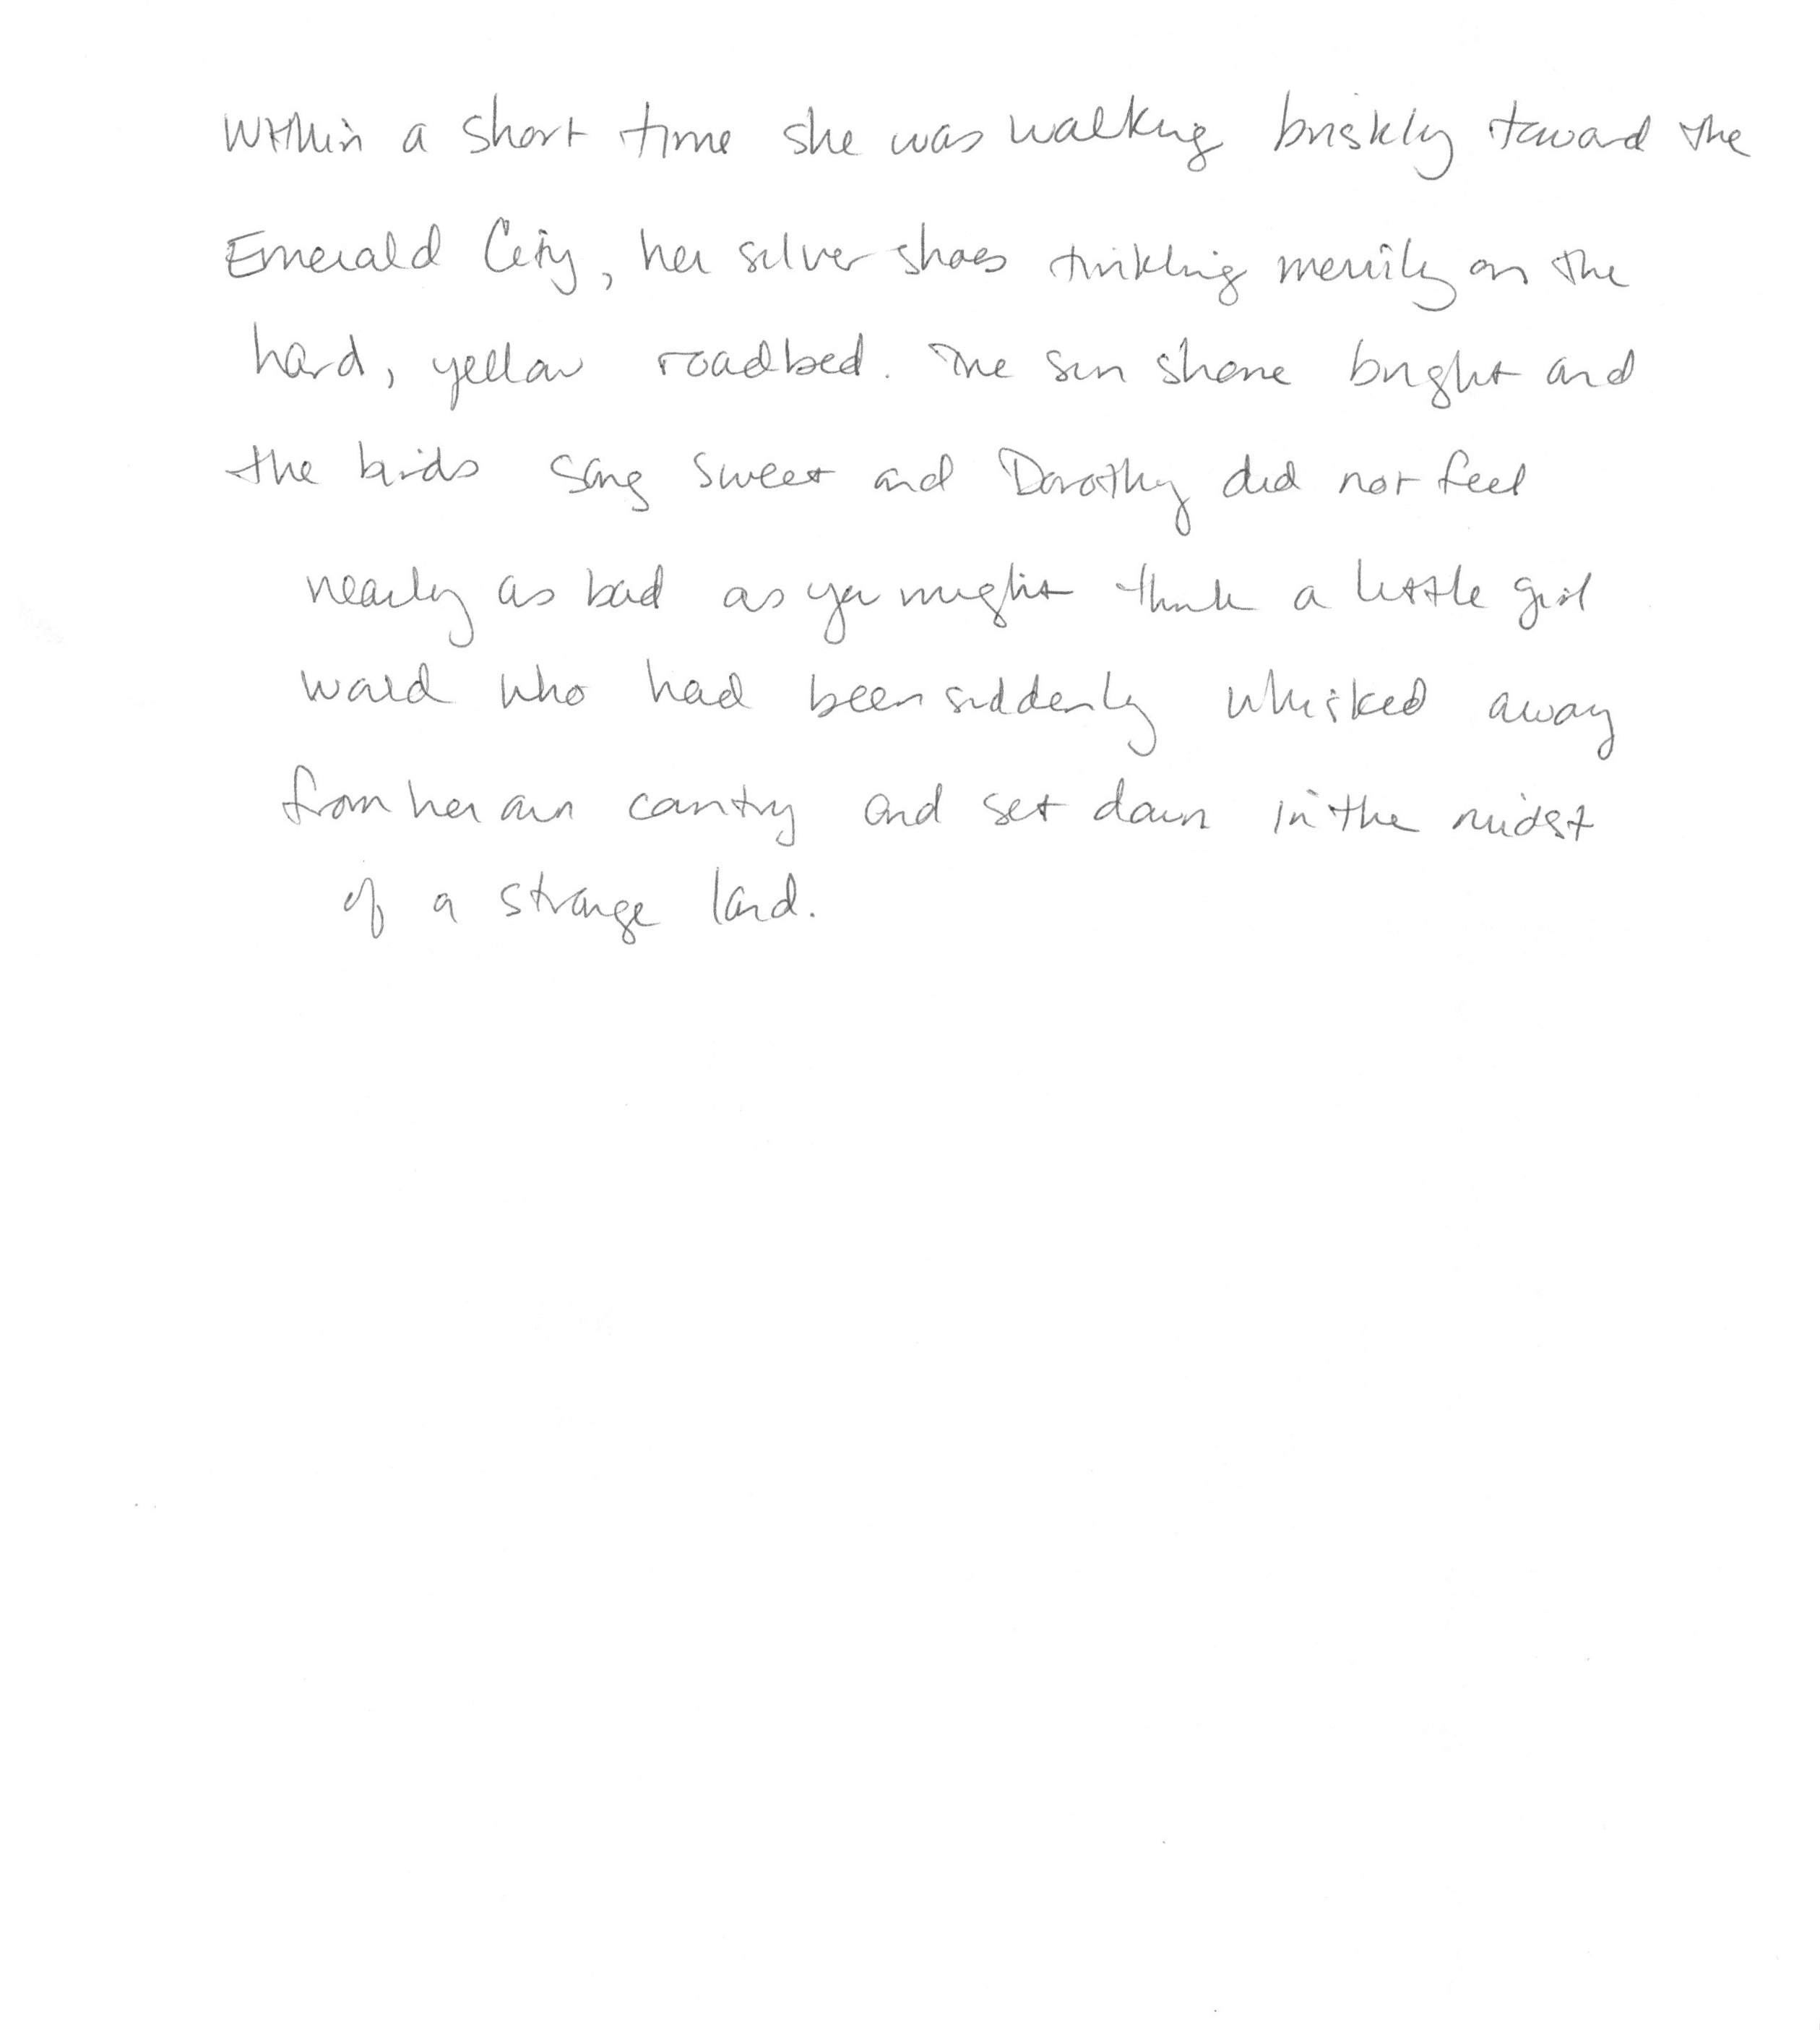 Within a short time she was walking briskly toward the
Emerald City, her silver shoes twinkling merrily on the
hard, yellow roadbed. The sun shone bright and
the birds sang sweet and Dorothy did not feel
nearly as bad as you might think a little girl
would who had been suddenly whisked away
from her own country and set down in the midst
of a strange land.